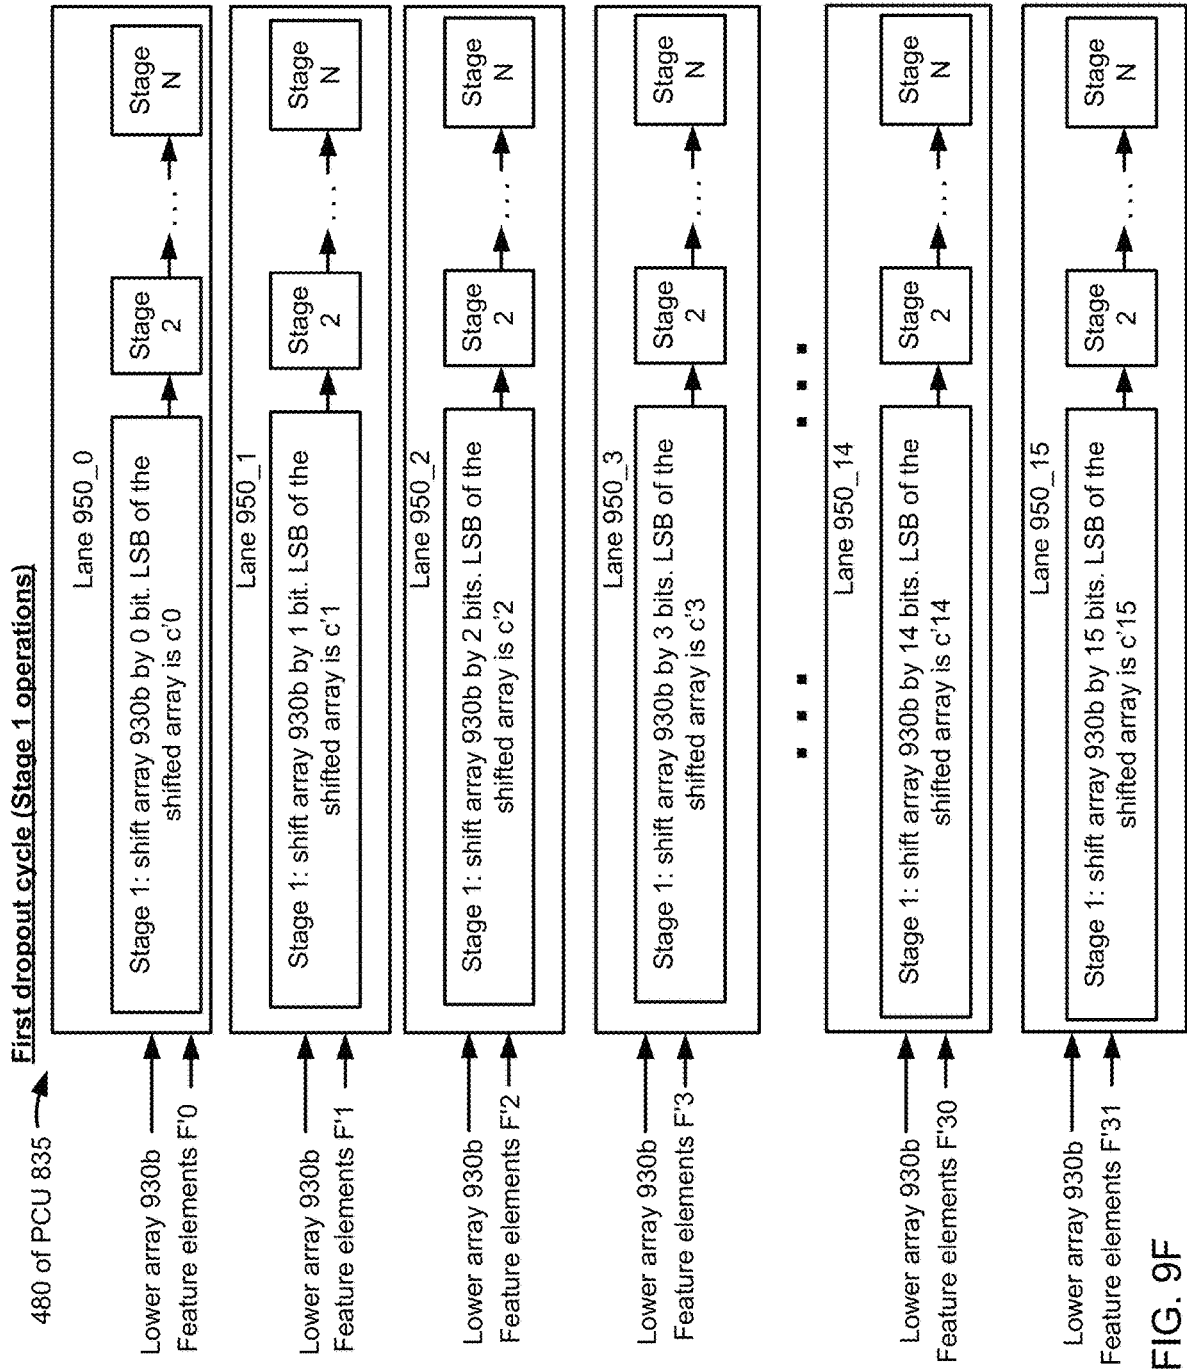 First dropout cycle (Stage 1 operations)
480 of PCU 835
Lane 950_0
Lower array 930b
Feature elements F'0
Stage 1: shift array 930b by 0 bit. LSB of the
shifted array is c'0
Stage
2
. . .
Stage
N
Lane 950_1
Lower array 930b
Feature elements F'1
Stage 1: shift array 930b by 1 bit. LSB of the
shifted array is c'1
Stage
2
. . .
Stage
N
Lane 950_2
Lower array 930b
Feature elements F'2
Stage 1: shift array 930b by 2 bits. LSB of the
shifted array is c'2
Stage
2
. . .
Stage
N
Lane 950_3
Lower array 930b
Feature elements F'3
Stage 1: shift array 930b by 3 bits. LSB of the
shifted array is c'3
Stage
2
. . .
Stage
N
Lane 950_14
Lower array 930b
Feature elements F'30
Stage 1: shift array 930b by 14 bits. LSB of the
shifted array is c'14
Stage
2
. . .
Stage
N
Lane 950_15
Lower array 930b
Feature elements F'31
Stage 1: shift array 930b by 15 bits. LSB of the
shifted array is c'15
Stage
2
. . .
Stage
N
FIG. 9F